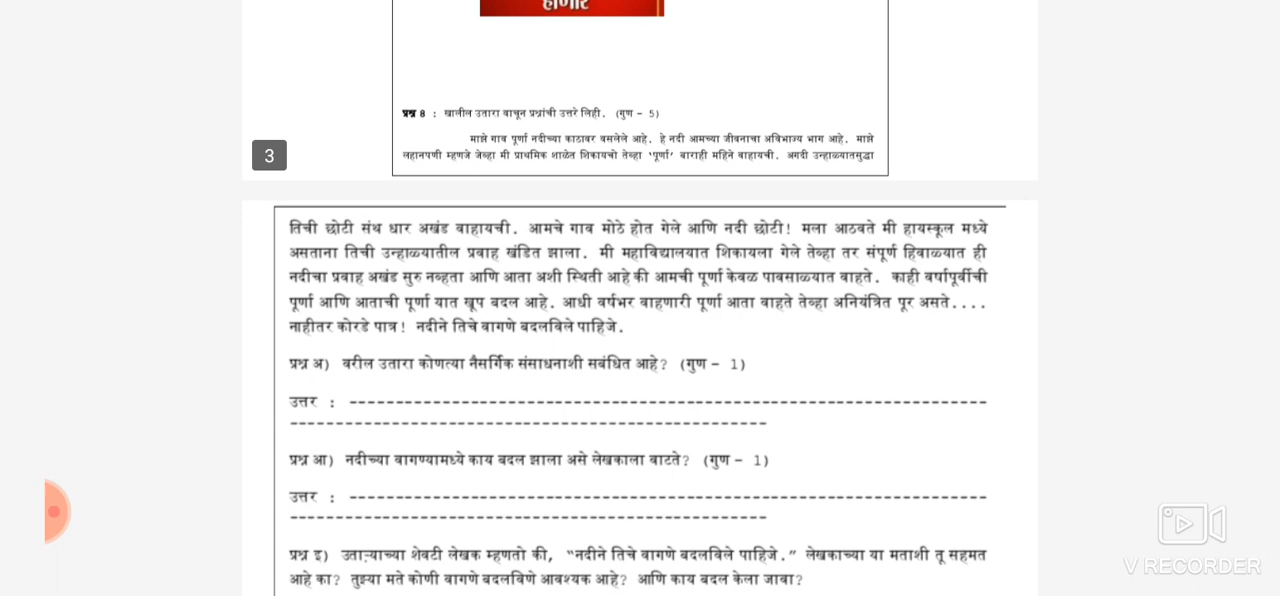 होणार
प्रश्न 8 : खालील उतारा वाचून प्रश्नांची उत्तरे लिही. (गुण – 5)
माझे गाव पूर्णा नदीच्या काठावर वसलेले आहे. हे नदी आमच्या जीवनाचा अविभाज्य भाग आहे. माझे
लहानपणी म्हणजे जेव्हा मी प्राथमिक शाळेत शिकायचो तेव्हा ‘पूर्णा’ बाराही महिने वाहायची. अगदी उन्हाळ्यातसुद्धा
3
तिची छोटी संथ धार अखंड वाहायची. आमचे गाव मोठे होत गेले आणि नदी छोटी! मला आठवते मी हायस्कूल मध्ये
असताना तिची उन्हाळ्यातील प्रवाह खंडित झाला. मी महाविद्यालयात शिकायला गेले तेव्हा तर संपूर्ण हिवाळ्यात ही
नदीचा प्रवाह अखंड सुरु नव्हता आणि आता अशी स्थिती आहे की आमची पूर्णा केवळ पावसाळ्यात वाहते. काही वर्षापूर्वीची
पूर्णा आणि आताची पूर्णा यात खूप बदल आहे. आधी वर्षभर वाहणारी पूर्णा आता वाहते तेव्हा अनियंत्रित पूर असते....
नाहीतर कोरडे पात्र! नदीने तिचे वागणे बदलविले पाहिजे.
प्रश्न अ) वरील उतारा कोणत्या नैसर्गिक संसाधनाशी सबंधित आहे? (गुण – 1)
उत्तर :
प्रश्न आ) नदीच्या वागण्यामध्ये काय बदल झाला असे लेखकाला वाटते? (गुण – 1)
उत्तर :
प्रश्न इ) उताऱ्याच्या शेवटी लेखक म्हणतो की, “नदीने तिचे वागणे बदलविले पाहिजे.” लेखकाच्या या मताशी तू सहमत
आहे का? तुझ्या मते कोणी वागणे बदलविणे आवश्यक आहे? आणि काय बदल केला जावा?
V RECORDER